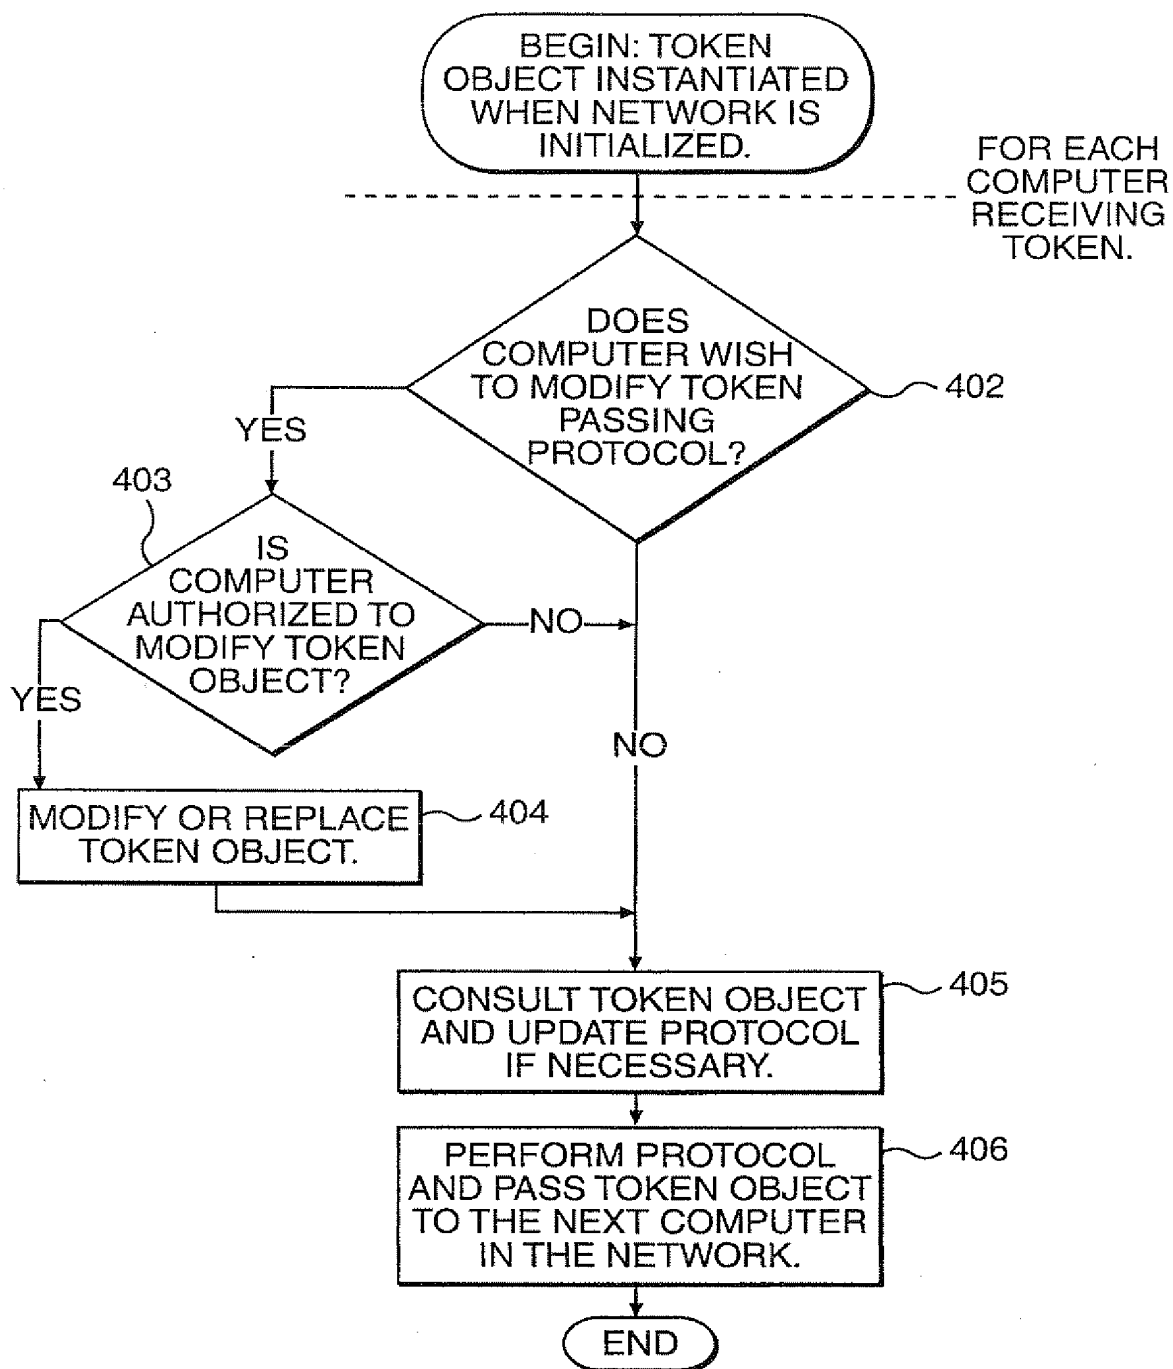 BEGIN: TOKEN
OBJECT INSTANTIATED
WHEN NETWORK IS
INITIALIZED.
FOR EACH
COMPUTER
RECEIVING
TOKEN.
DOES
COMPUTER WISH
TO MODIFY TOKEN
PASSING
PROTOCOL?
402
YES
403
IS
COMPUTER
AUTHORIZED TO
MODIFY TOKEN
OBJECT?
NO
YES
NO
MODIFY OR REPLACE
TOKEN OBJECT.
404
CONSULT TOKEN OBJECT
AND UPDATE PROTOCOL
IF NECESSARY.
405
PERFORM PROTOCOL
AND PASS TOKEN OBJECT
TO THE NEXT COMPUTER
IN THE NETWORK.
406
END